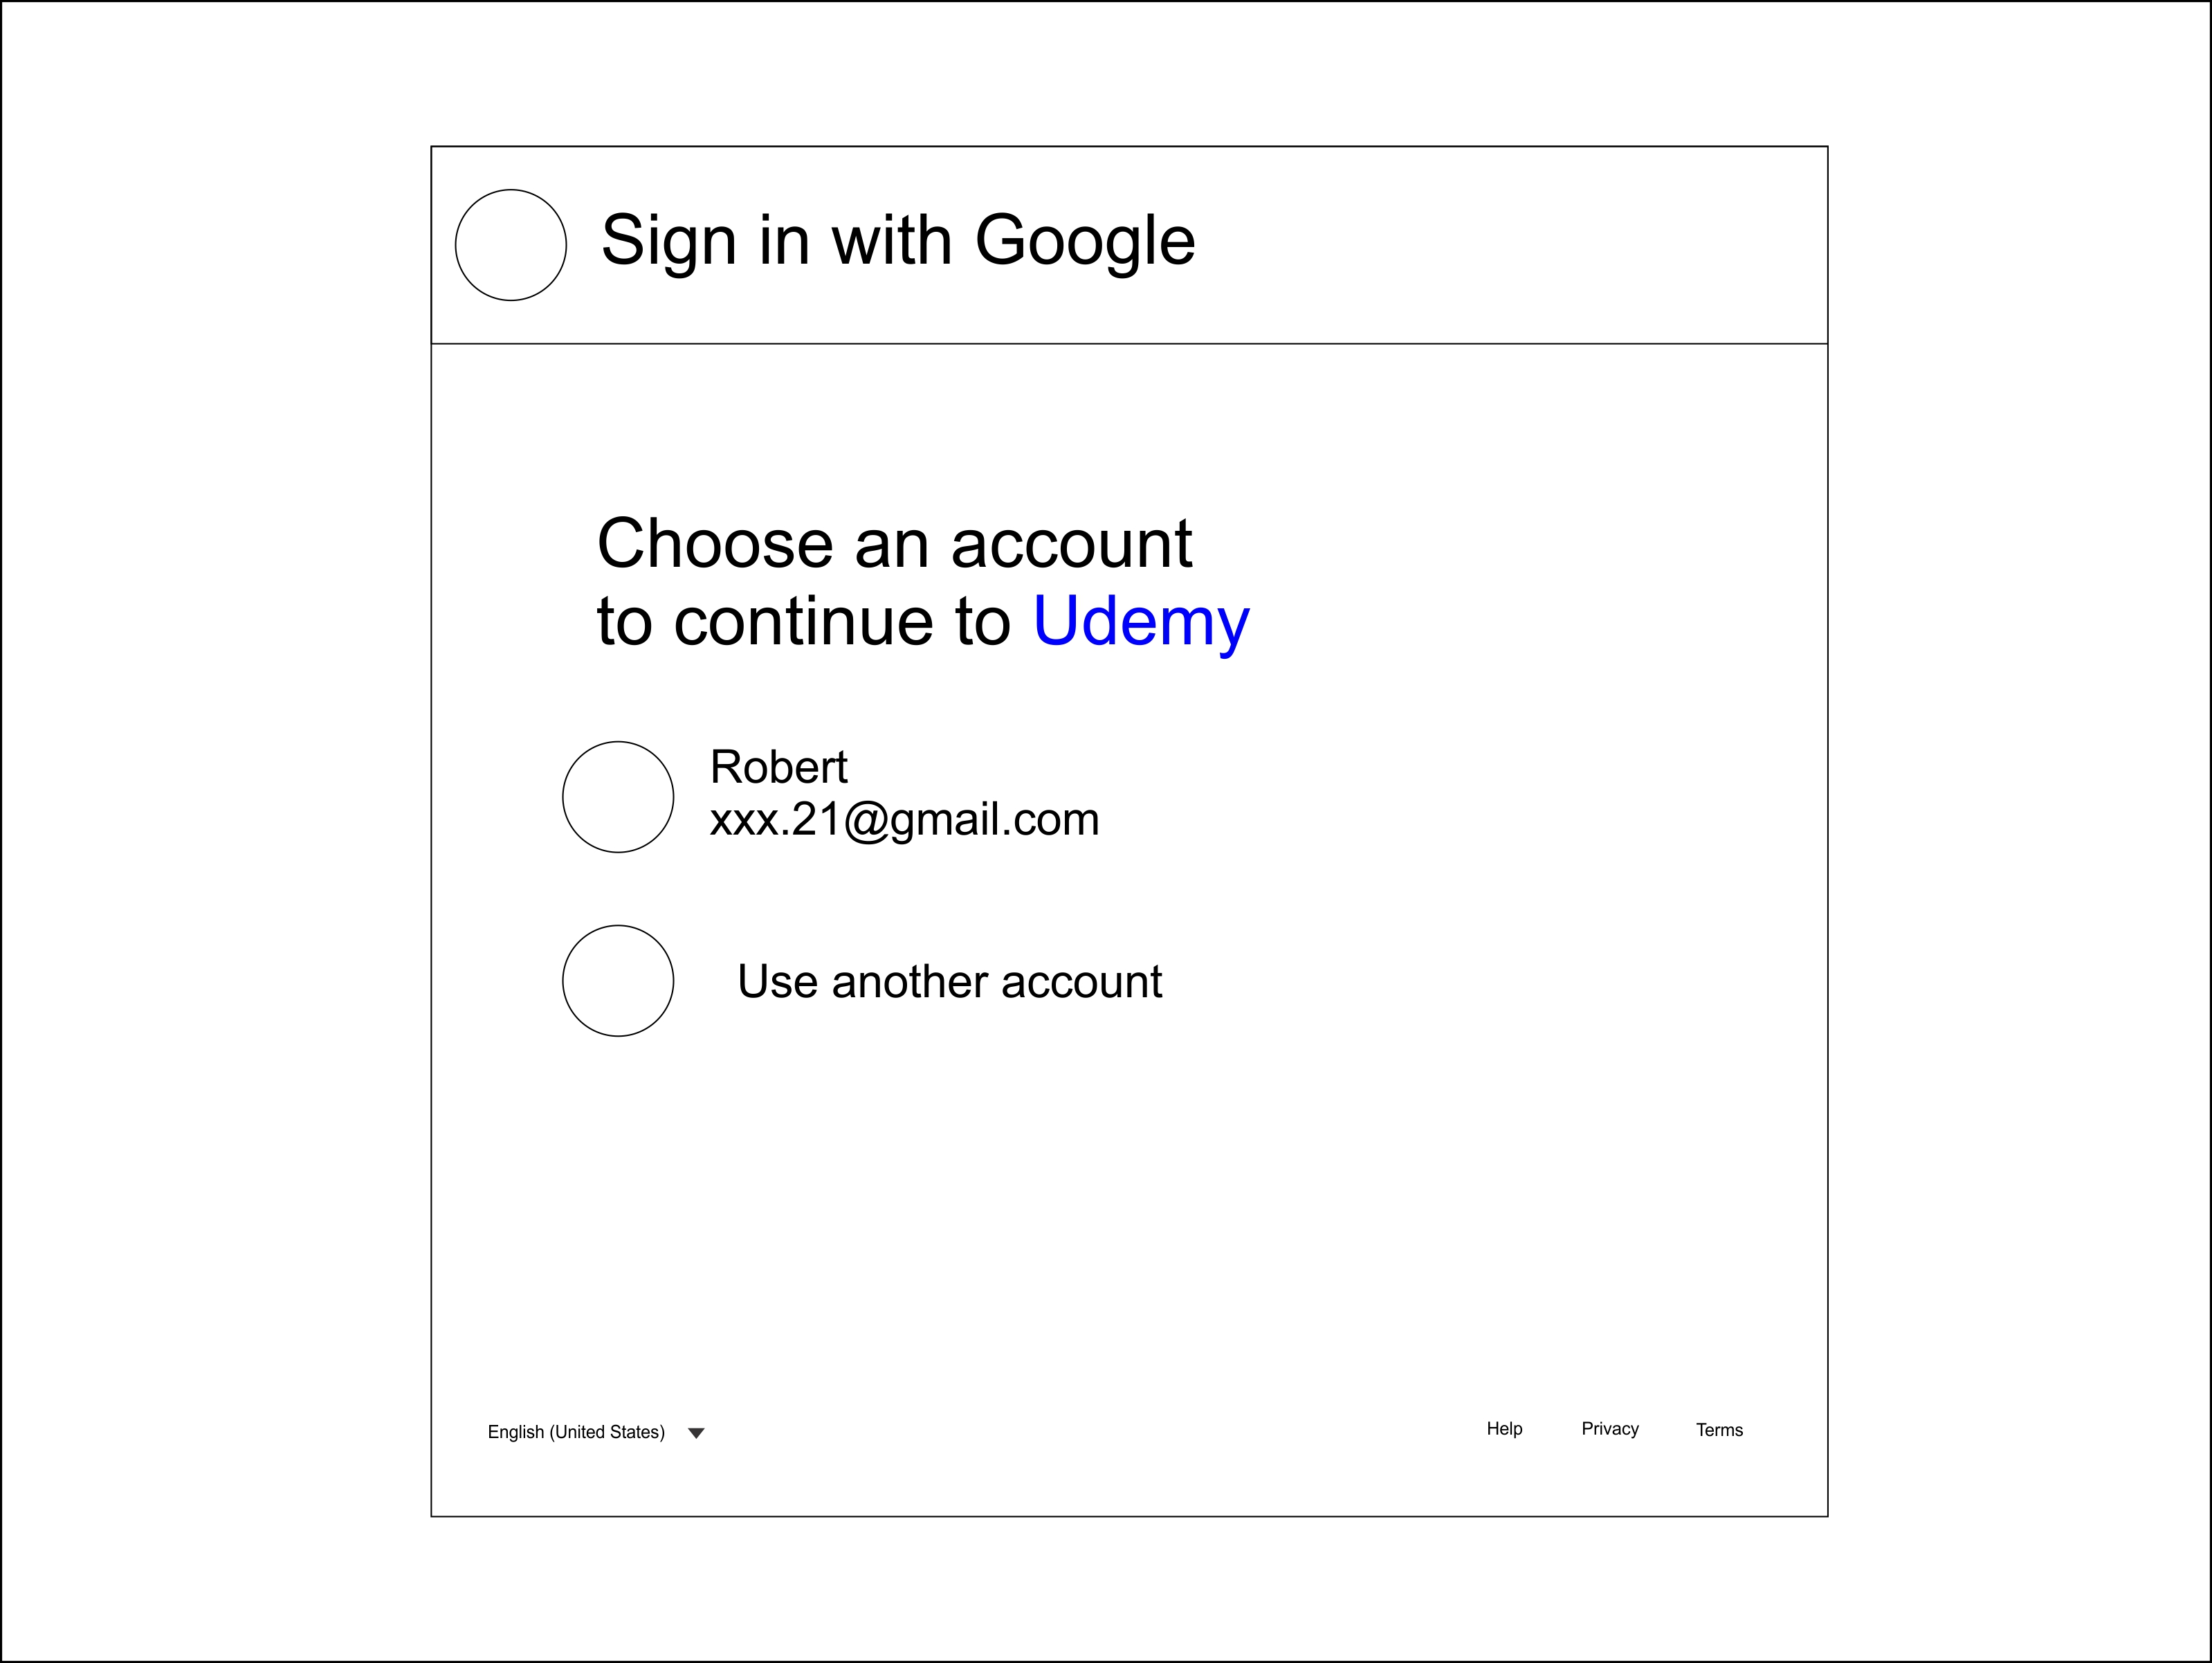 Sign in with Google
Choose an account
to continue to Udemy
Robert
xxx.21@gmail.com
Use another account
English (United States)
Help Privacy Terms